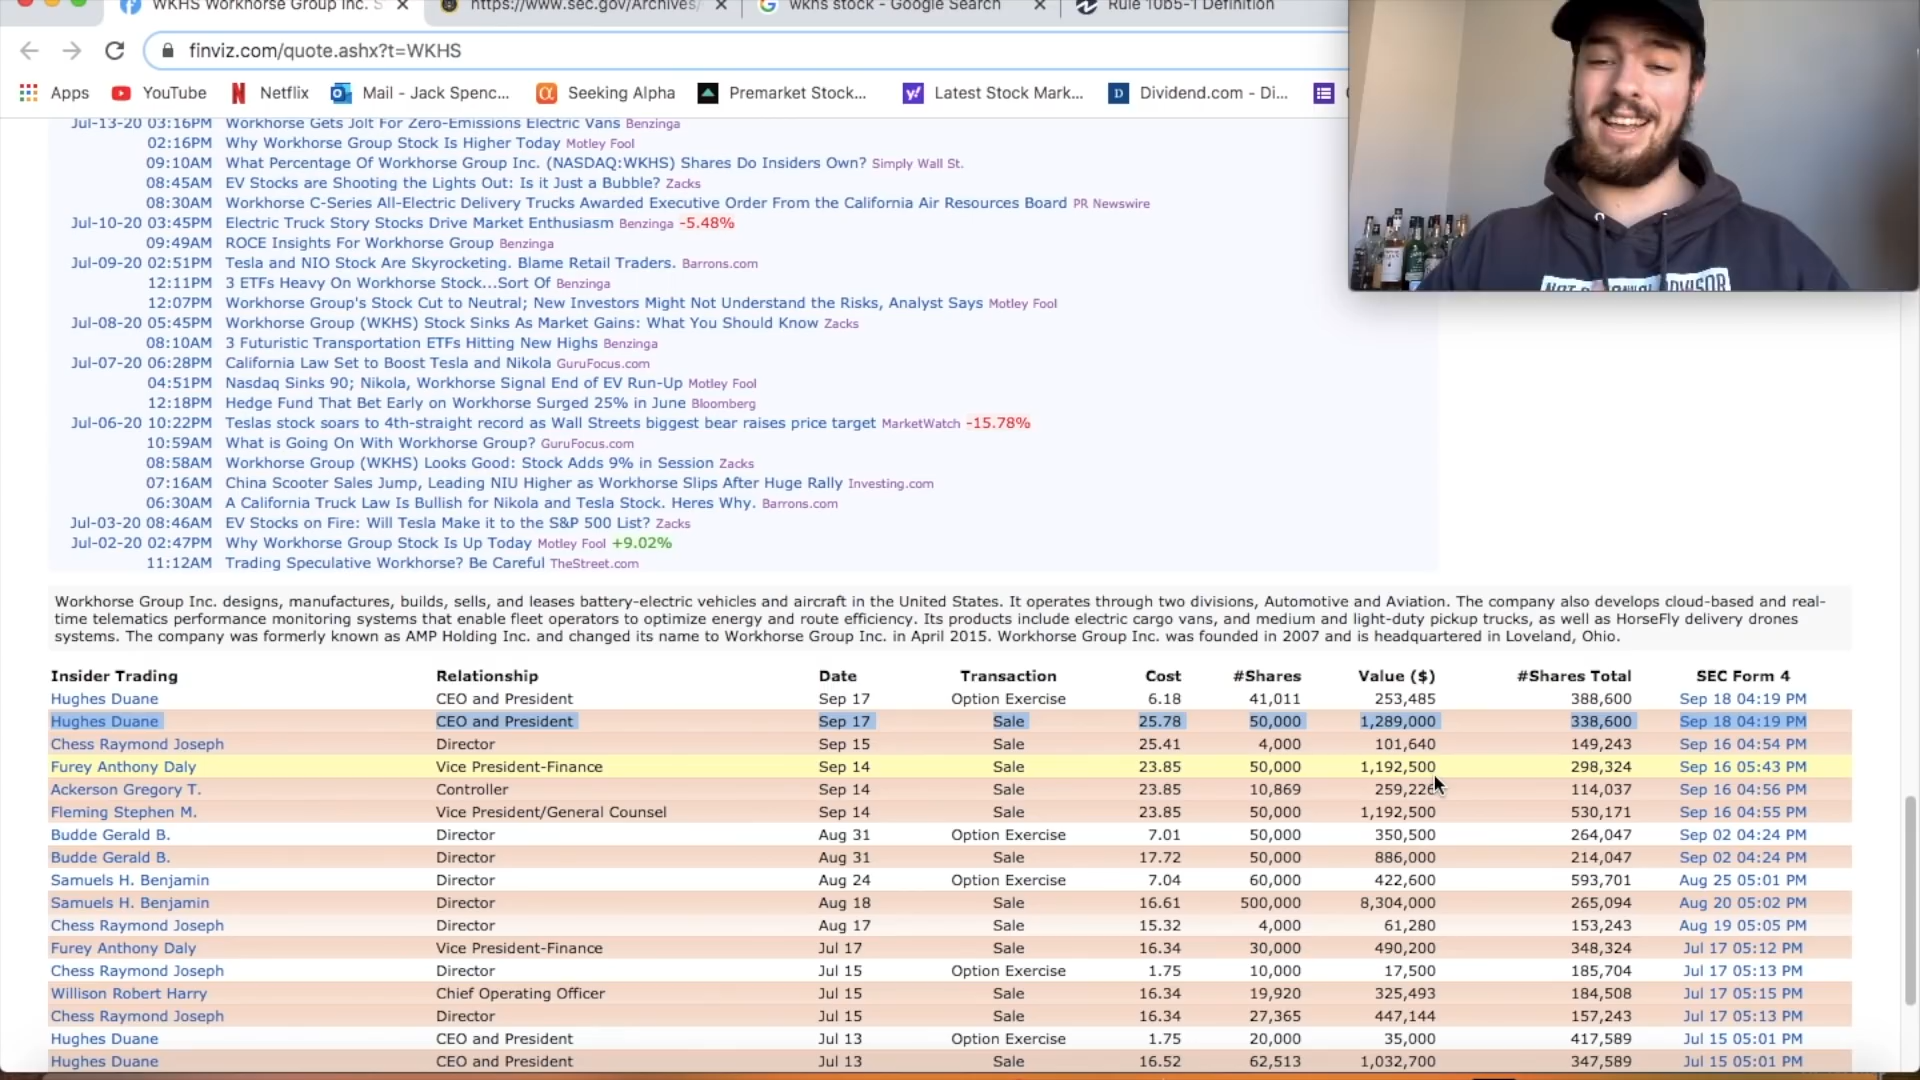 WKHS Workhorse Group Inc. S
https://www.sec.gov/Archives/
wkhs stock - Google Search
Rule 10b5-1 Definition
finviz.com/quote.ashx?t=WKHS
Apps YouTube Netflix Mail - Jack Spenc... Seeking Alpha Premarket Stock... Latest Stock Mark... Dividend.com - Di...
Jul-13-20 03:16PM Workhorse Gets Jolt For Zero-Emissions Electric Vans Benzinga
02:16PM Why Workhorse Group Stock Is Higher Today Motley Fool
09:10AM What Percentage Of Workhorse Group Inc. (NASDAQ:WKHS) Shares Do Insiders Own? Simply Wall St.
08:45AM EV Stocks are Shooting the Lights Out: Is it Just a Bubble? Zacks
08:30AM Workhorse C-Series All-Electric Delivery Trucks Awarded Executive Order From the California Air Resources Board PR Newswire
Jul-10-20 03:45PM Electric Truck Story Stocks Drive Market Enthusiasm Benzinga -5.48%
09:49AM ROCE Insights For Workhorse Group Benzinga
Jul-09-20 02:51PM Tesla and NIO Stock Are Skyrocketing. Blame Retail Traders. Barrons.com
12:11PM 3 ETFs Heavy On Workhorse Stock...Sort Of Benzinga
12:07PM Workhorse Group's Stock Cut to Neutral; New Investors Might Not Understand the Risks, Analyst Says Motley Fool
Jul-08-20 05:45PM Workhorse Group (WKHS) Stock Sinks As Market Gains: What You Should Know Zacks
08:10AM 3 Futuristic Transportation ETFs Hitting New Highs Benzinga
Jul-07-20 06:28PM California Law Set to Boost Tesla and Nikola GuruFocus.com
04:51PM Nasdaq Sinks 90; Nikola, Workhorse Signal End of EV Run-Up Motley Fool
12:18PM Hedge Fund That Bet Early on Workhorse Surged 25% in June Bloomberg
Jul-06-20 10:22PM Teslas stock soars to 4th-straight record as Wall Streets biggest bear raises price target MarketWatch -15.78%
10:59AM What is Going On With Workhorse Group? GuruFocus.com
08:58AM Workhorse Group (WKHS) Looks Good: Stock Adds 9% in Session Zacks
07:16AM China Scooter Sales Jump, Leading NIU Higher as Workhorse Slips After Huge Rally Investing.com
06:30AM A California Truck Law Is Bullish for Nikola and Tesla Stock. Heres Why. Barrons.com
Jul-03-20 08:46AM EV Stocks on Fire: Will Tesla Make it to the S&P 500 List? Zacks
Jul-02-20 02:47PM Why Workhorse Group Stock Is Up Today Motley Fool +9.02%
11:12AM Trading Speculative Workhorse? Be Careful TheStreet.com
Workhorse Group Inc. designs, manufactures, builds, sells, and leases battery-electric vehicles and aircraft in the United States. It operates through two divisions, Automotive and Aviation. The company also develops cloud-based and real-
time telematics performance monitoring systems that enable fleet operators to optimize energy and route efficiency. Its products include electric cargo vans, and medium and light-duty pickup trucks, as well as HorseFly delivery drones
systems. The company was formerly known as AMP Holding Inc. and changed its name to Workhorse Group Inc. in April 2015. Workhorse Group Inc. was founded in 2007 and is headquartered in Loveland, Ohio.
Insider Trading Relationship Date Transaction Cost #Shares Value ($) #Shares Total SEC Form 4
Hughes Duane CEO and President Sep 17 Option Exercise 6.18 41,011 253,485 388,600 Sep 18 04:19 PM
Hughes Duane CEO and President Sep 17 Sale 25.78 50,000 1,289,000 338,600 Sep 18 04:19 PM
Chess Raymond Joseph Director Sep 15 Sale 25.41 4,000 101,640 149,243 Sep 16 04:54 PM
Furey Anthony Daly Vice President-Finance Sep 14 Sale 23.85 50,000 1,192,500 298,324 Sep 16 05:43 PM
Ackerson Gregory T. Controller Sep 14 Sale 23.85 10,869 259,226 114,037 Sep 16 04:56 PM
Fleming Stephen M. Vice President/General Counsel Sep 14 Sale 23.85 50,000 1,192,500 530,171 Sep 16 04:55 PM
Budde Gerald B. Director Aug 31 Option Exercise 7.01 50,000 350,500 264,047 Sep 02 04:24 PM
Budde Gerald B. Director Aug 31 Sale 17.72 50,000 886,000 214,047 Sep 02 04:24 PM
Samuels H. Benjamin Director Aug 24 Option Exercise 7.04 60,000 422,600 593,701 Aug 25 05:01 PM
Samuels H. Benjamin Director Aug 18 Sale 16.61 500,000 8,304,000 265,094 Aug 20 05:02 PM
Chess Raymond Joseph Director Aug 17 Sale 15.32 4,000 61,280 153,243 Aug 19 05:05 PM
Furey Anthony Daly Vice President-Finance Jul 17 Sale 16.34 30,000 490,200 348,324 Jul 17 05:12 PM
Chess Raymond Joseph Director Jul 15 Option Exercise 1.75 10,000 17,500 185,704 Jul 17 05:13 PM
Willison Robert Harry Chief Operating Officer Jul 15 Sale 16.34 19,920 325,493 184,508 Jul 17 05:15 PM
Chess Raymond Joseph Director Jul 15 Sale 16.34 27,365 447,144 157,243 Jul 17 05:13 PM
Hughes Duane CEO and President Jul 13 Option Exercise 1.75 20,000 35,000 417,589 Jul 15 05:01 PM
Hughes Duane CEO and President Jul 13 Sale 16.52 62,513 1,032,700 347,589 Jul 15 05:01 PM